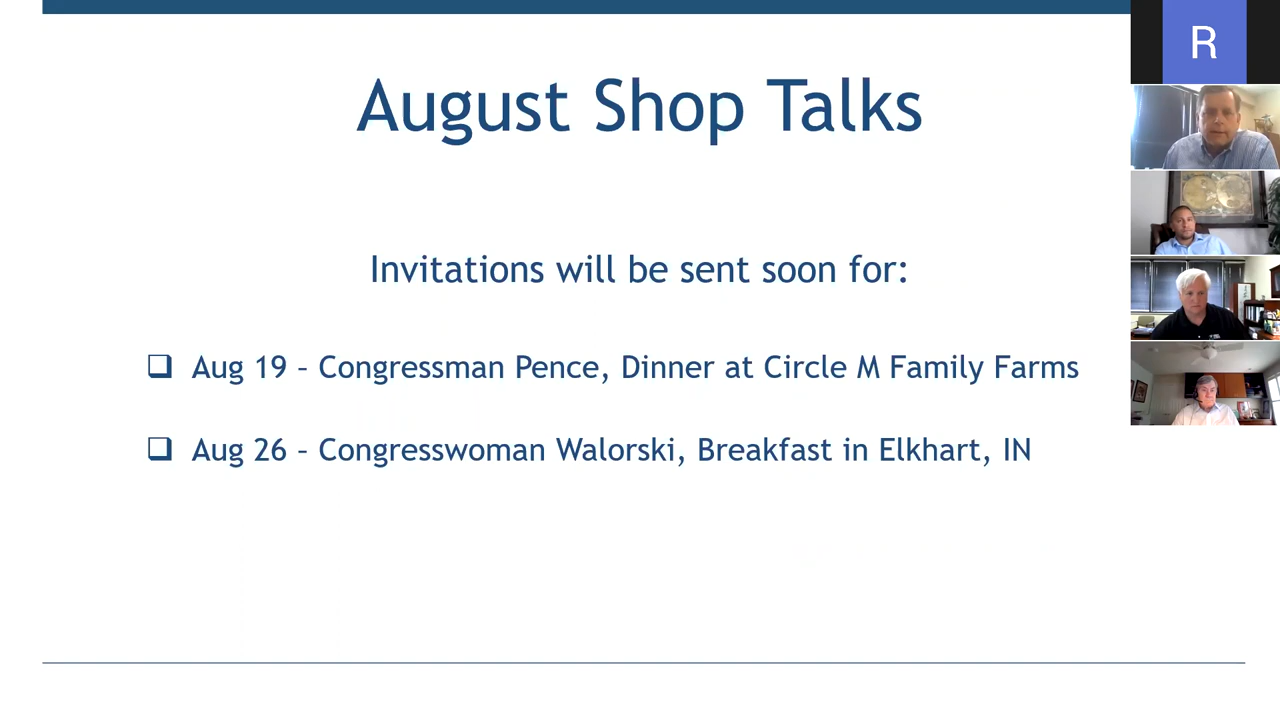 August Shop Talks
R
Invitations will be sent soon for:
Aug 19 – Congressman Pence, Dinner at Circle M Family Farms
Aug 26 – Congresswoman Walorski, Breakfast in Elkhart, IN